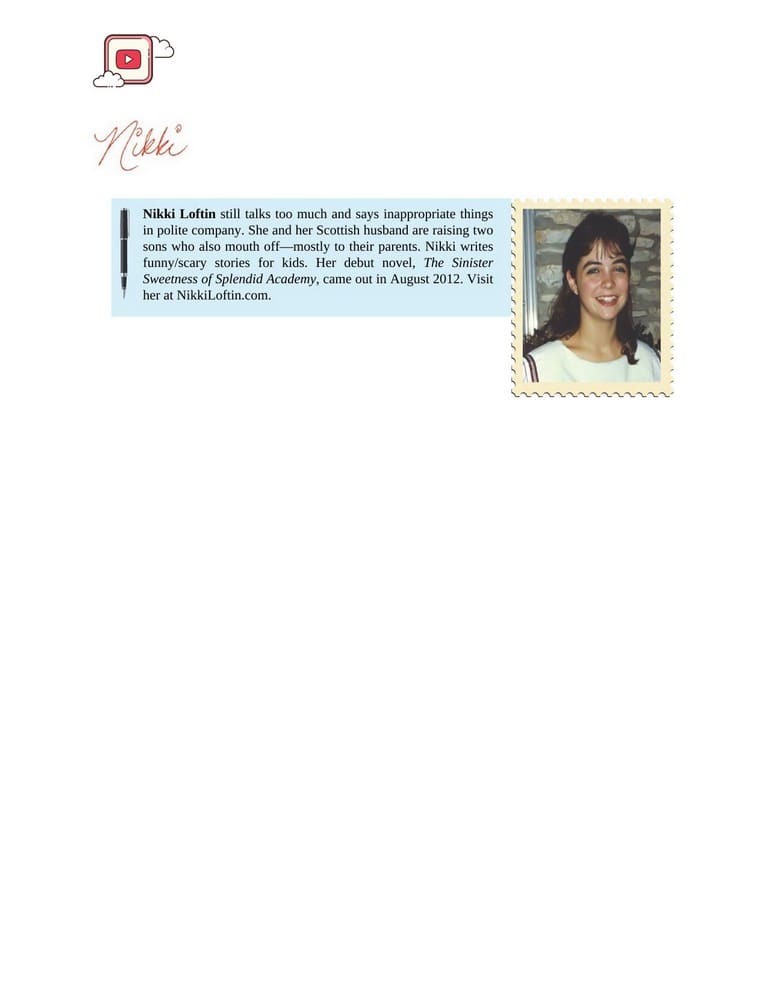 Nikki
Nikki Loftin still talks too much and says inappropriate things
in polite company. She and her Scottish husband are raising two
sons who also mouth off—mostly to their parents. Nikki writes
funny/scary stories for kids. Her debut novel, The Sinister
Sweetness of Splendid Academy, came out in August 2012. Visit
her at NikkiLoftin.com.